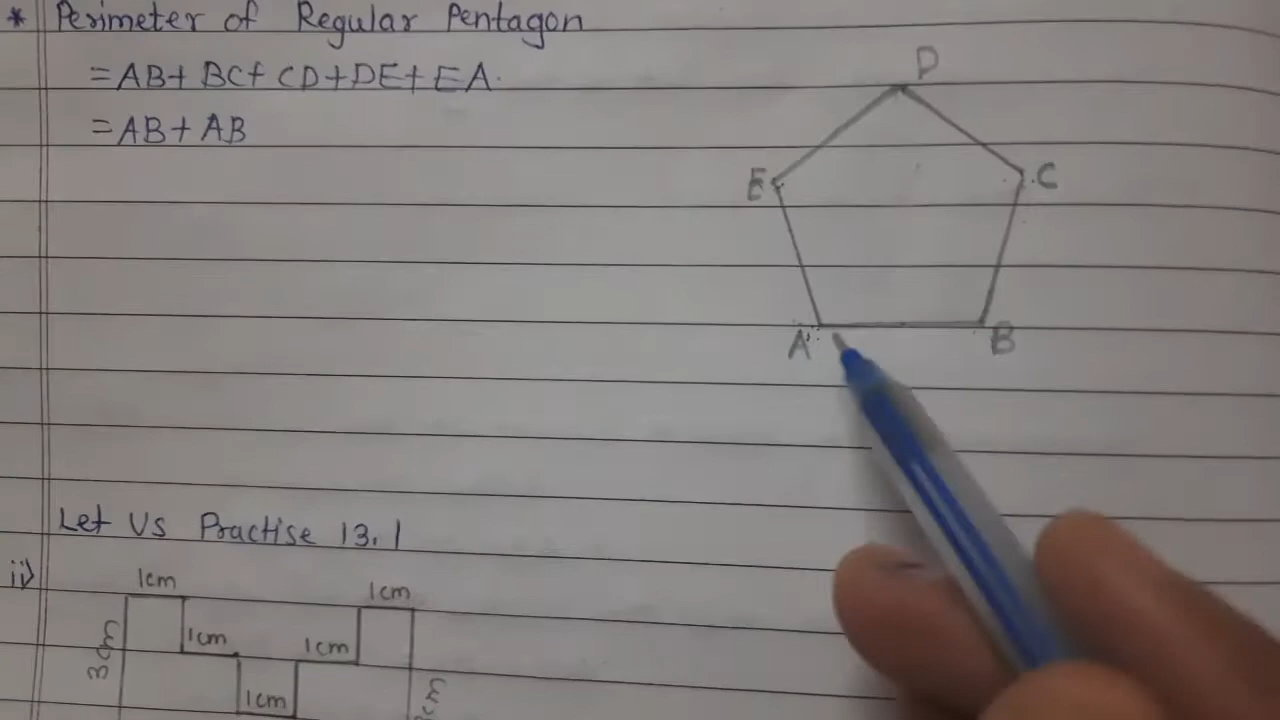 * Perimeter of Regular Pentagon
= AB + BC + CD + DE + EA.
= AB + AB
D
E
C
A
B
Let Us Practise 13.1
ii)
1cm
1cm
3cm
1cm
1cm
1cm
cm